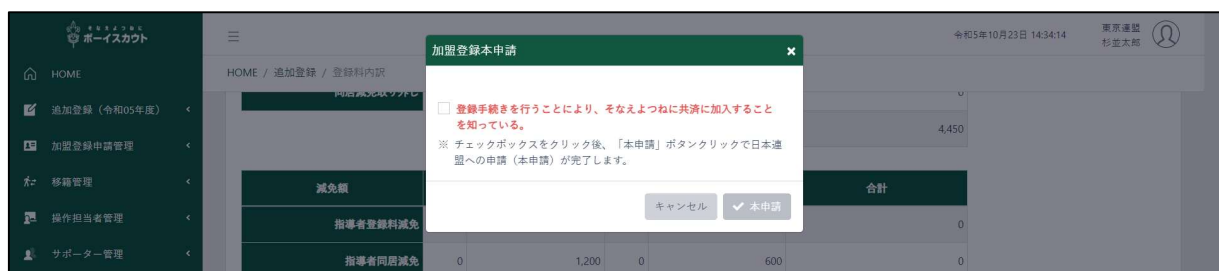 そなえよつねに
ボーイスカウト
令和5年10月23日 14:34:14
東京連盟
杉並太郎
HOME
追加登録（令和05年度）
加盟登録申請管理
移籍管理
操作担当者管理
サポーター管理
HOME / 追加登録 / 登録料内訳
0
4,450
加盟登録本申請
登録手続きを行うことにより、そなえよつねに共済に加入すること
を知っている。
※ チェックボックスをクリック後、「本申請」ボタンクリックで日本連
盟への申請（本申請）が完了します。
キャンセル
本申請
減免額
合計
指導者登録料減免
0
指導者同居減免
0
1,200
0
600
0